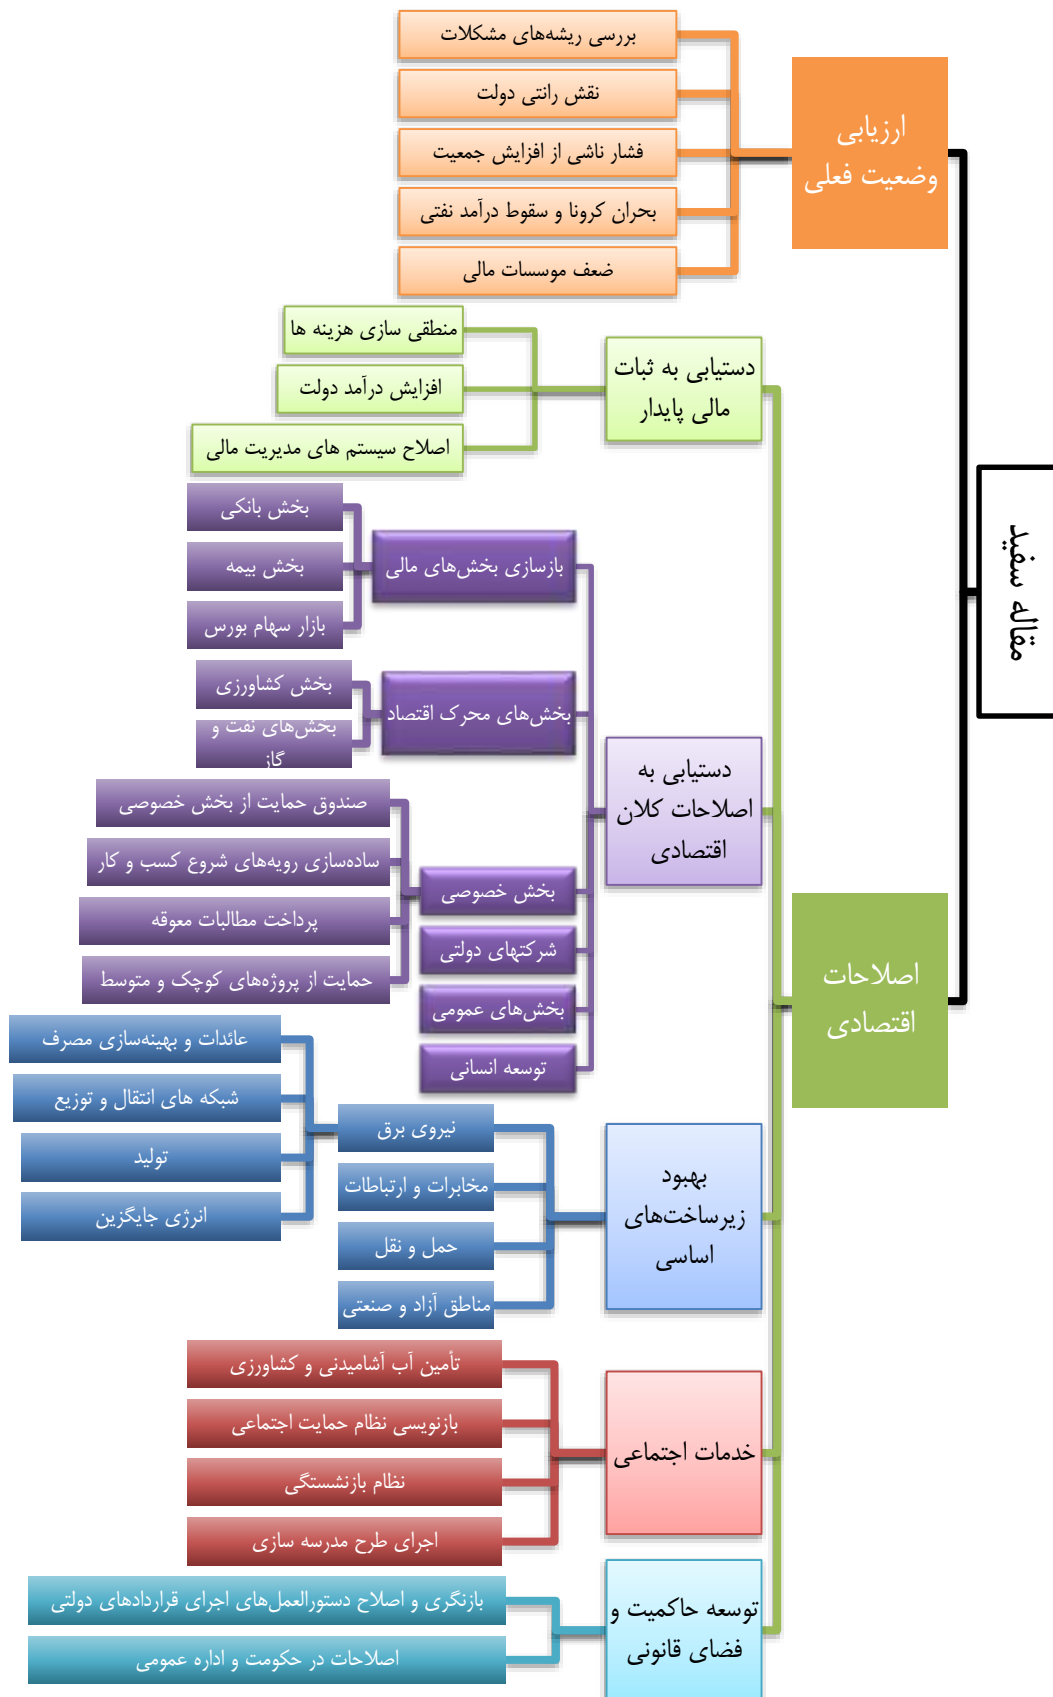 مقاله سفید
ارزیابی
وضعیت فعلی
بررسی ریشه‌های مشکلات
نقش رانتی دولت
فشار ناشی از افزایش جمعیت
بحران کرونا و سقوط درآمد نفتی
ضعف موسسات مالی
اصلاحات
اقتصادی
دستیابی به ثبات
مالی پایدار
منطقی سازی هزینه ها
افزایش درآمد دولت
اصلاح سیستم های مدیریت مالی
دستیابی به
اصلاحات کلان
اقتصادی
بازسازی بخش‌های مالی
بخش بانکی
بخش بیمه
بازار سهام بورس
بخش‌های محرک اقتصاد
بخش کشاورزی
بخش‌های نفت و
گاز
بخش خصوصی
صندوق حمایت از بخش خصوصی
ساده‌سازی رویه‌های شروع کسب و کار
پرداخت مطالبات معوقه
حمایت از پروژه‌های کوچک و متوسط
شرکتهای دولتی
بخش‌های عمومی
توسعه انسانی
بهبود
زیرساخت‌های
اساسی
نیروی برق
عائدات و بهینه‌سازی مصرف
شبکه های انتقال و توزیع
تولید
انرژی جایگزین
مخابرات و ارتباطات
حمل و نقل
مناطق آزاد و صنعتی
خدمات اجتماعی
تأمین آب آشامیدنی و کشاورزی
بازنویسی نظام حمایت اجتماعی
نظام بازنشستگی
اجرای طرح مدرسه سازی
توسعه حاکمیت و
فضای قانونی
بازنگری و اصلاح دستورالعمل‌های اجرای قراردادهای دولتی
اصلاحات در حکومت و اداره عمومی